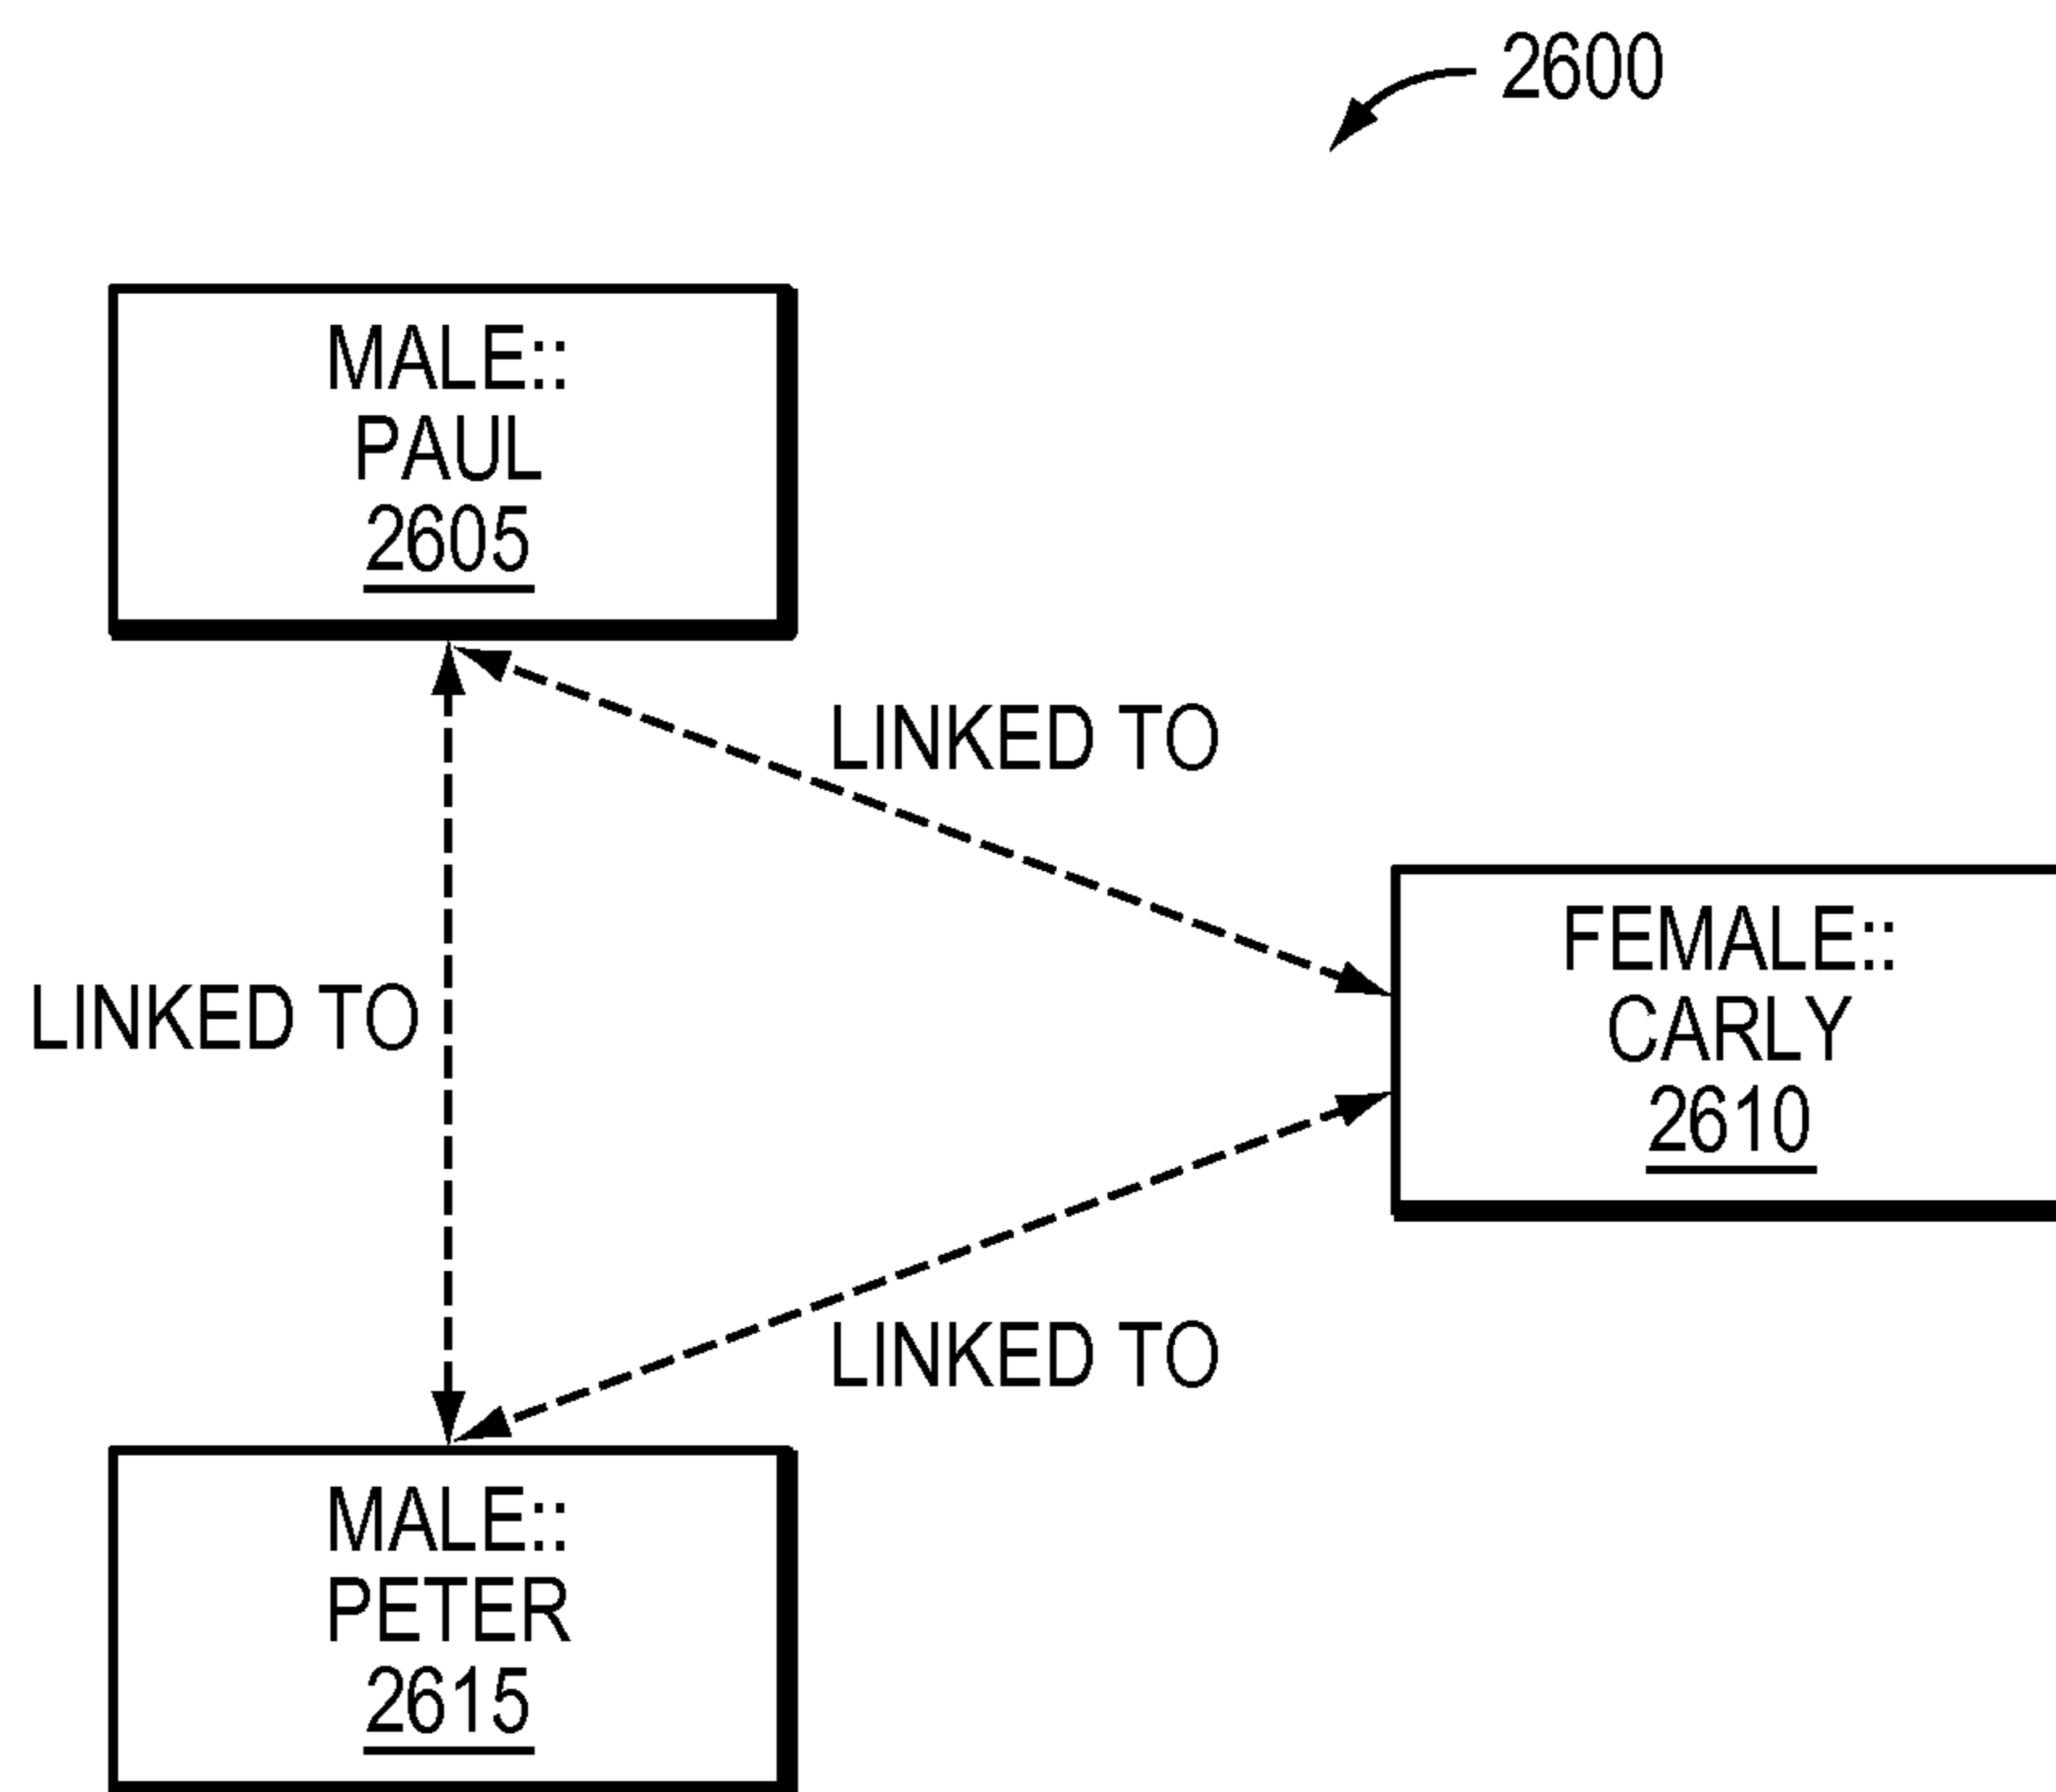 2600
MALE::
PAUL
2605
LINKED TO
FEMALE::
CARLY
2610
LINKED TO
LINKED TO
MALE::
PETER
2615